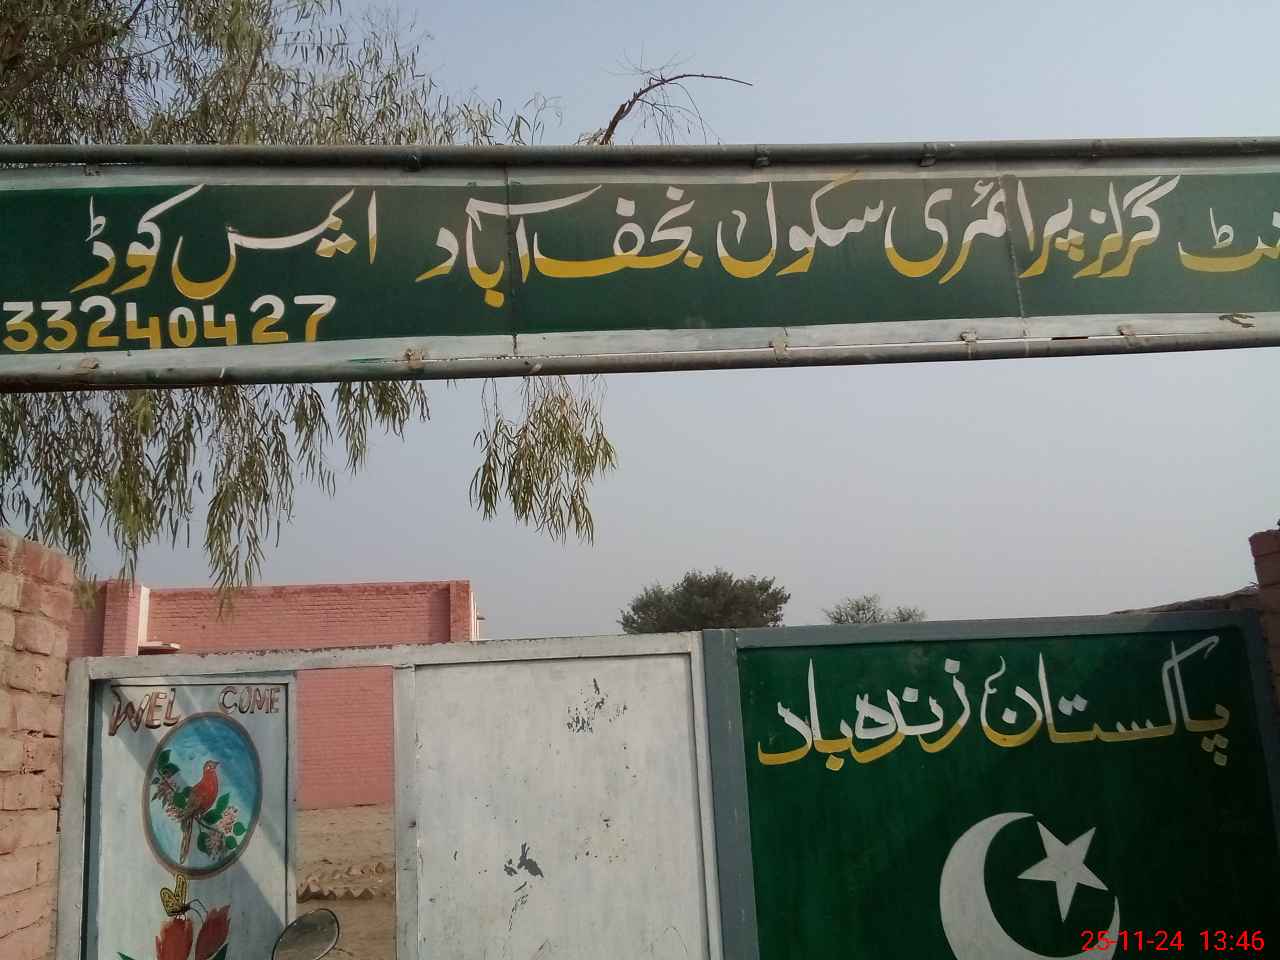 گرلز پرائمری سکول نجف آباد ایمس کوڈ
33240427
WEL COME
پاکستان زندہ باد
25-11-24 13:46